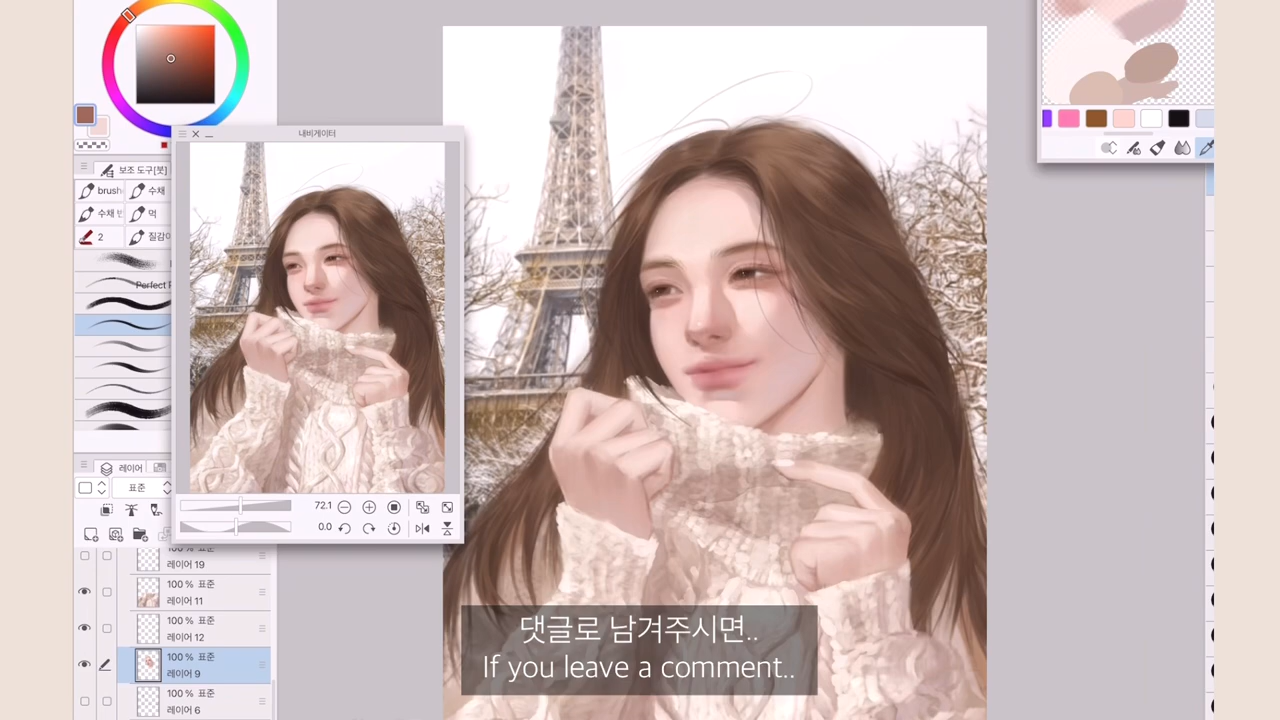 내비게이터
보조 도구[붓]
brush
수채
수채 번
먹
2
질감
Perfect
레이어
표준
72.1
0.0
100 % 표준
레이어 19
100 % 표준
레이어 11
100 % 표준
레이어 12
100 % 표준
레이어 9
100 % 표준
레이어 6
댓글로 남겨주시면..
If you leave a comment..